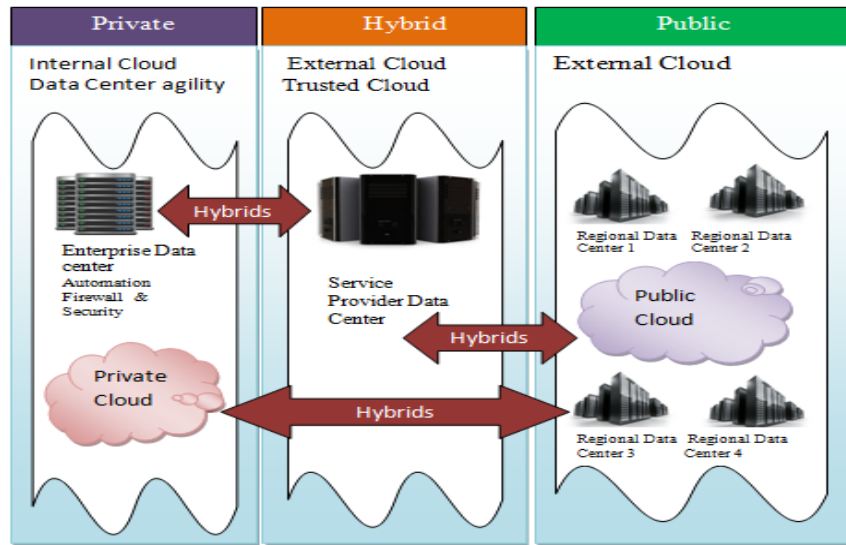 Private
Internal Cloud
Data Center agility
Hybrids
Enterprise Data
center
Automation
Firewall &
Security
Private
Cloud
Hybrid
External Cloud
Trusted Cloud
Service
Provider Data
Center
Hybrids
Hybrids
Public
External Cloud
Regional Data
Center 1
Regional Data
Center 2
Public
Cloud
Regional Data
Center 3
Regional Data
Center 4